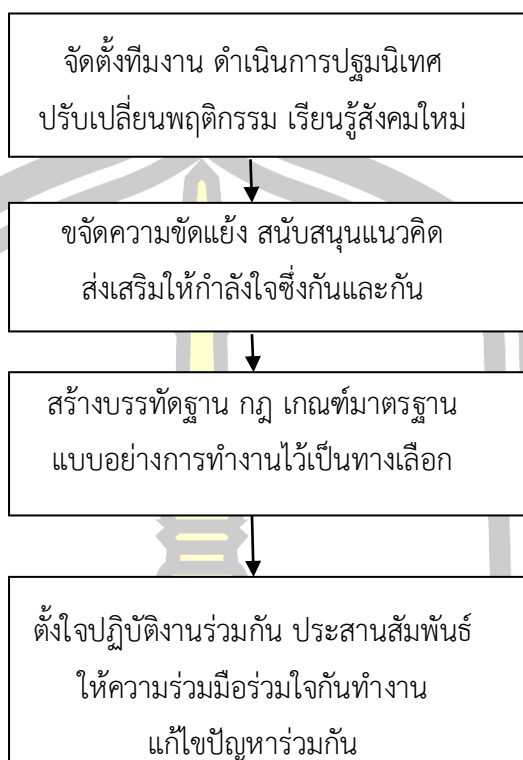 จัดตั้งทีมงาน ดำเนินการปฐมนิเทศ
ปรับเปลี่ยนพฤติกรรม เรียนรู้สังคมใหม่
ขจัดความขัดแย้ง สนับสนุนแนวคิด
ส่งเสริมให้กำลังใจซึ่งกันและกัน
สร้างบรรทัดฐาน กฎ เกณฑ์มาตรฐาน
แบบอย่างการทำงานไว้เป็นทางเลือก
ตั้งใจปฏิบัติงานร่วมกัน ประสานสัมพันธ์
ให้ความร่วมมือร่วมใจกันทำงาน
แก้ไขปัญหาร่วมกัน